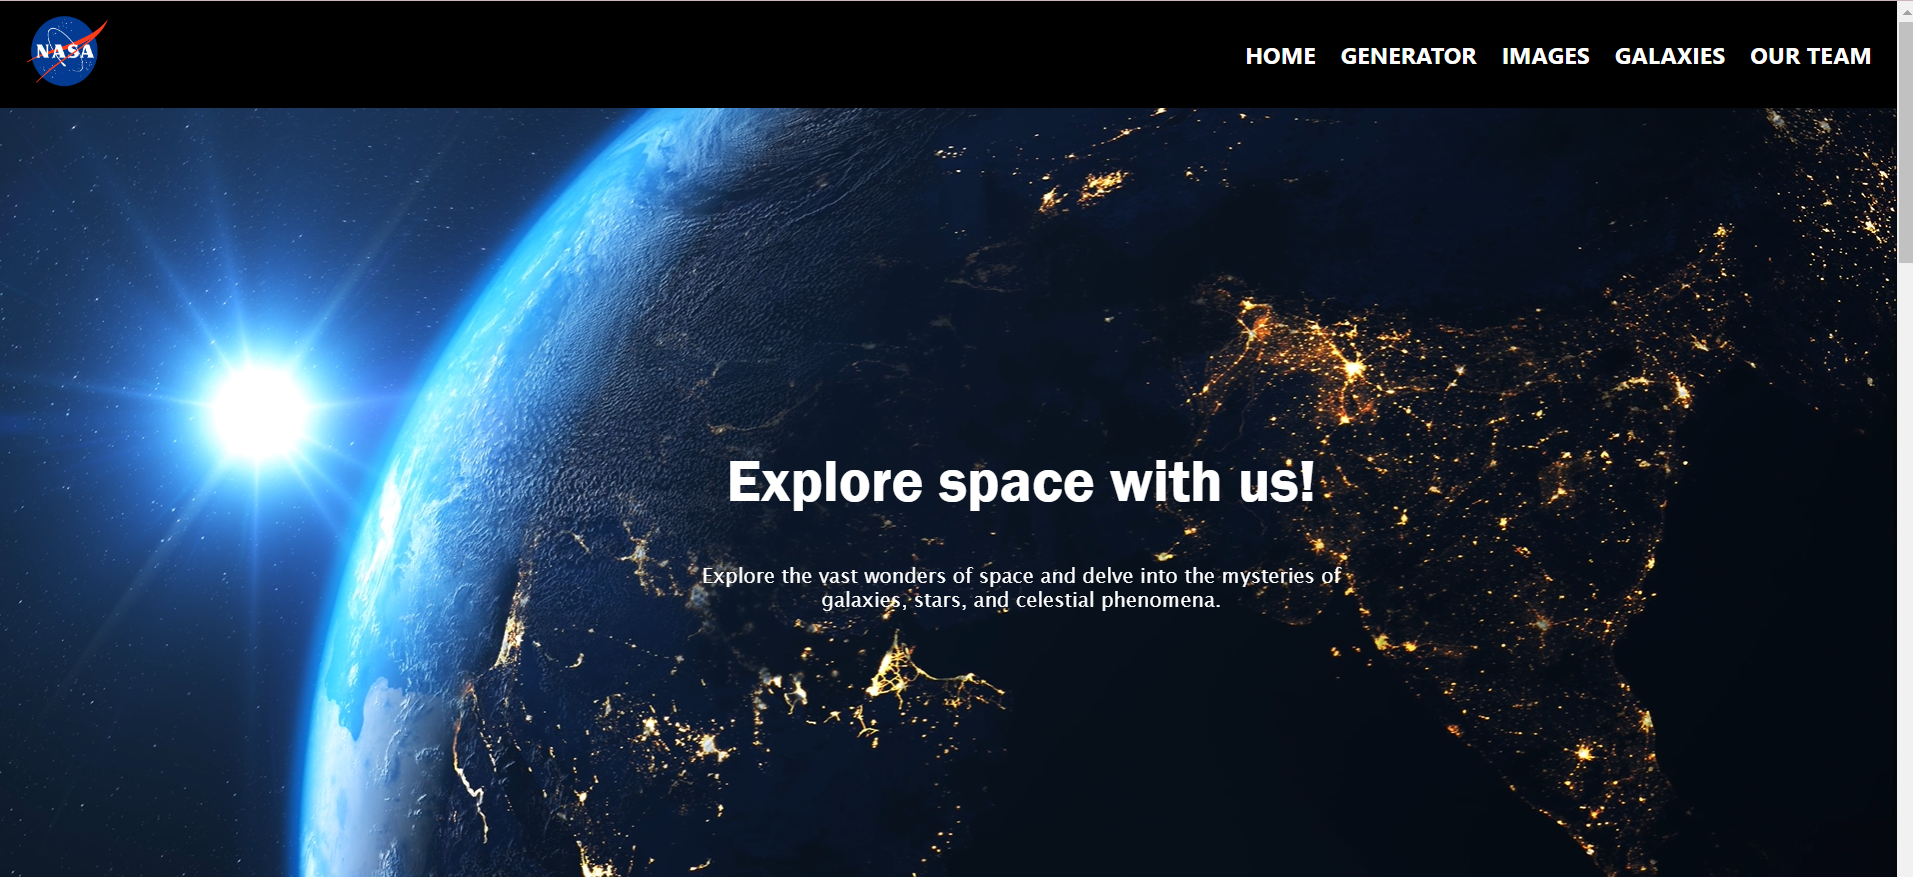 NASA
HOME GENERATOR IMAGES GALAXIES OUR TEAM
Explore space with us!
Explore the vast wonders of space and delve into the mysteries of
galaxies, stars, and celestial phenomena.